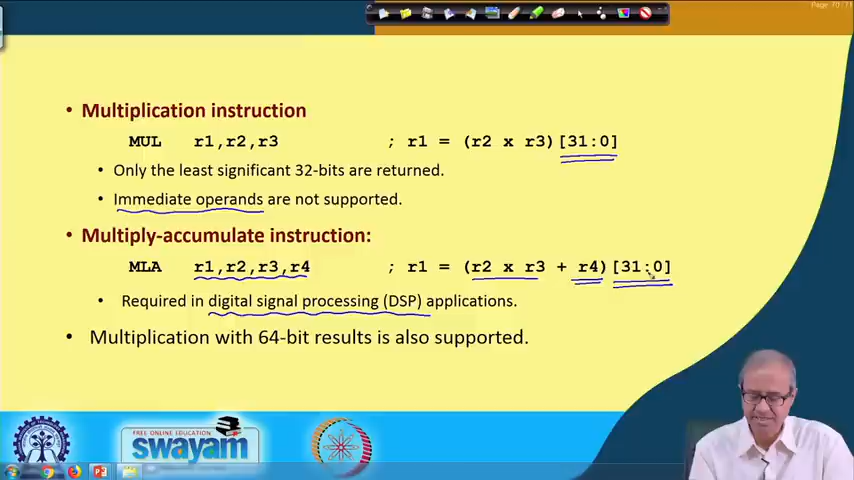 Page 70 / 71
• Multiplication instruction
MUL r1,r2,r3 ; r1 = (r2 x r3)[31:0]
• Only the least significant 32-bits are returned.
• Immediate operands are not supported.
• Multiply-accumulate instruction:
MLA r1,r2,r3,r4 ; r1 = (r2 x r3 + r4)[31:0]
• Required in digital signal processing (DSP) applications.
• Multiplication with 64-bit results is also supported.
FREE ONLINE EDUCATION
swayam